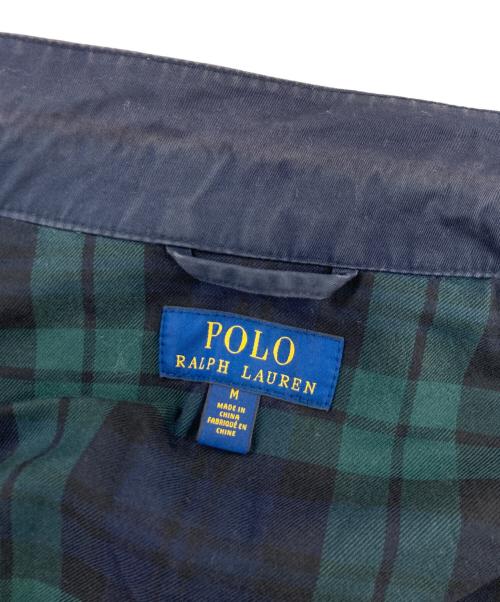 POLO
RALPH LAUREN
M
MADE IN
CHINA
FABRIQUÉ EN
CHINE